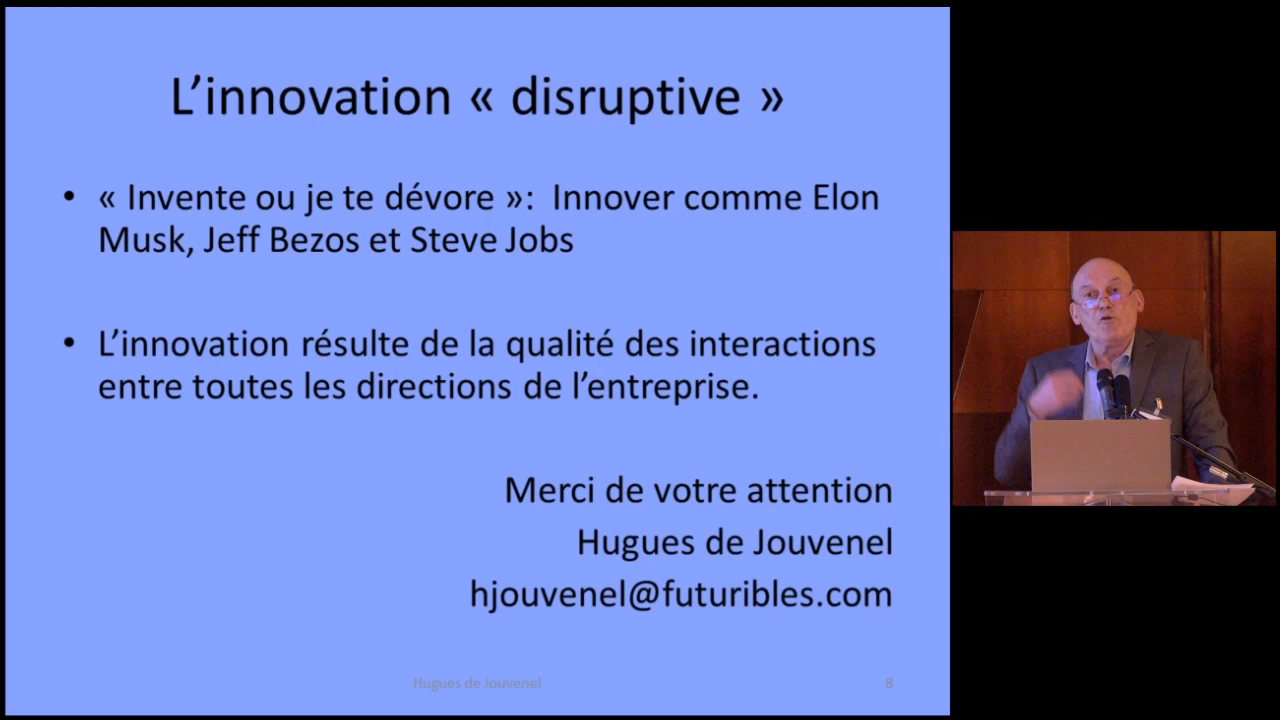 L’innovation « disruptive »
• « Invente ou je te dévore »:  Innover comme Elon
Musk, Jeff Bezos et Steve Jobs
• L’innovation résulte de la qualité des interactions
entre toutes les directions de l’entreprise.
Merci de votre attention
Hugues de Jouvenel
hjouvenel@futuribles.com
Hugues de Jouvenel
8